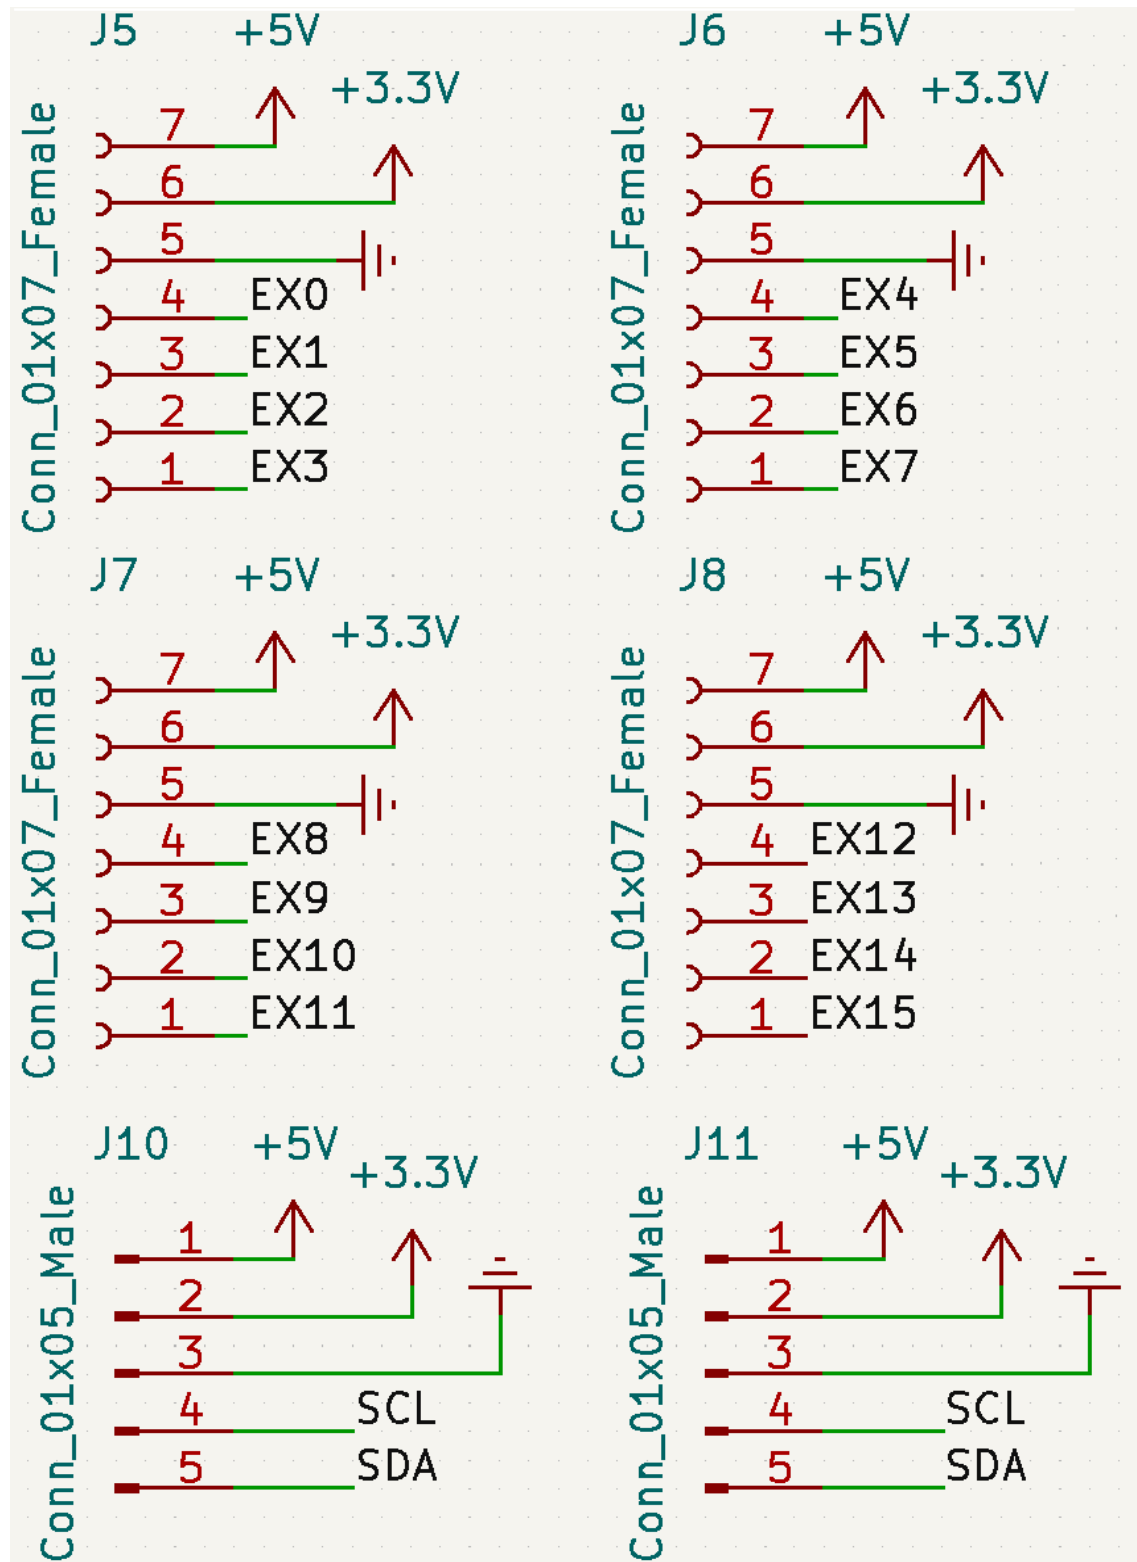 J5 +5V
+3.3V
Conn_01x07_Female
7
6
5
4 EX0
3 EX1
2 EX2
1 EX3
J6 +5V
+3.3V
Conn_01x07_Female
7
6
5
4 EX4
3 EX5
2 EX6
1 EX7
J7 +5V
+3.3V
Conn_01x07_Female
7
6
5
4 EX8
3 EX9
2 EX10
1 EX11
J8 +5V
+3.3V
Conn_01x07_Female
7
6
5
4 EX12
3 EX13
2 EX14
1 EX15
J10 +5V
+3.3V
Conn_01x05_Male
1
2
3
4 SCL
5 SDA
J11 +5V
+3.3V
Conn_01x05_Male
1
2
3
4 SCL
5 SDA